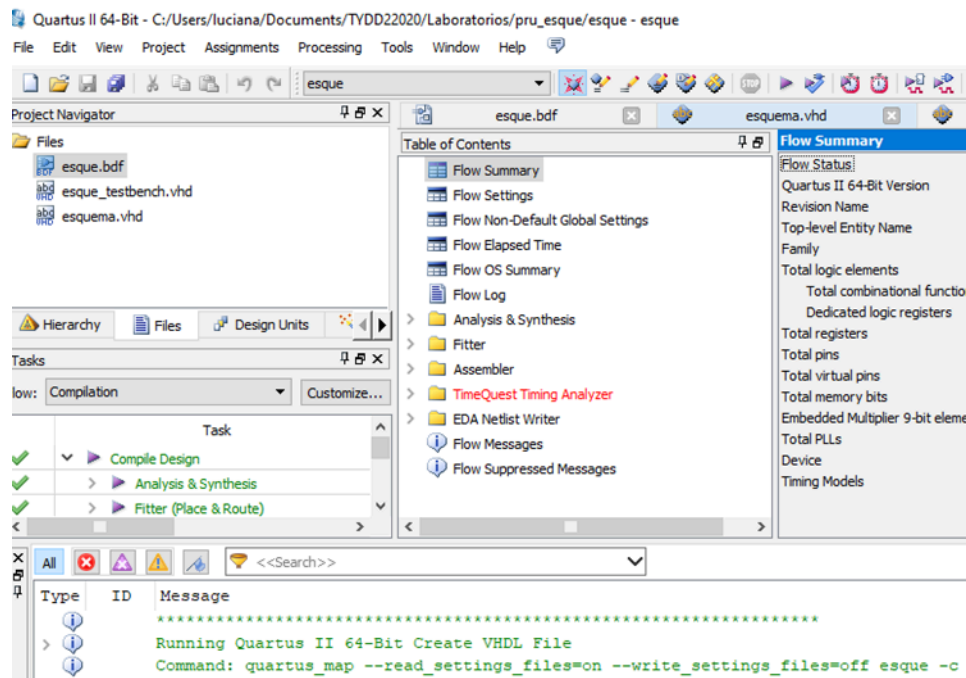 Quartus II 64-Bit - C:/Users/luciana/Documents/TYDD22020/Laboratorios/pru_esque/esque - esque
File Edit View Project Assignments Processing Tools Window Help
esque
Project Navigator
Files
esque.bdf
esque_testbench.vhd
esquema.vhd
Hierarchy Files Design Units
Tasks
low: Compilation Customize...
Task
Compile Design
Analysis & Synthesis
Fitter (Place & Route)
esque.bdf esquema.vhd
Table of Contents
Flow Summary
Flow Settings
Flow Non-Default Global Settings
Flow Elapsed Time
Flow OS Summary
Flow Log
Analysis & Synthesis
Fitter
Assembler
TimeQuest Timing Analyzer
EDA Netlist Writer
Flow Messages
Flow Suppressed Messages
Flow Summary
Flow Status
Quartus II 64-Bit Version
Revision Name
Top-level Entity Name
Family
Total logic elements
Total combinational functio
Dedicated logic registers
Total registers
Total pins
Total virtual pins
Total memory bits
Embedded Multiplier 9-bit eleme
Total PLLs
Device
Timing Models
All <<Search>>
Type ID Message
*******************************************************************
Running Quartus II 64-Bit Create VHDL File
Command: quartus_map --read_settings_files=on --write_settings_files=off esque -c